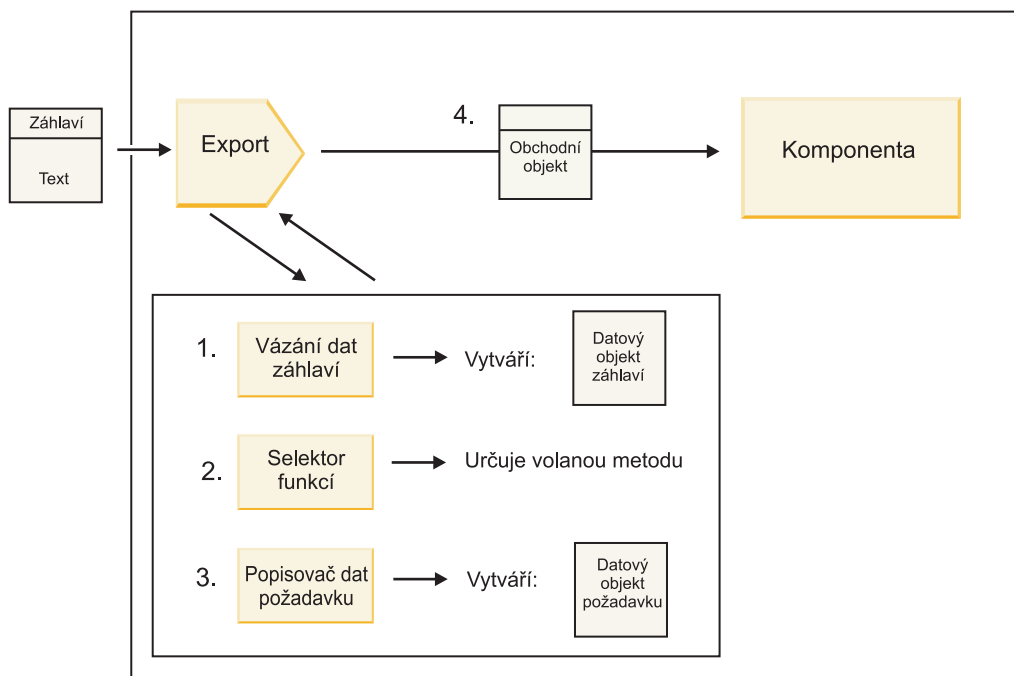 Záhlaví
Text
Export
4.
Obchodní
objekt
Komponenta
1.
Vázání dat
záhlaví
Vytváří:
Datový
objekt
záhlaví
2.
Selektor
funkcí
Určuje volanou metodu
3.
Popisovač dat
požadavku
Vytváří:
Datový
objekt
požadavku